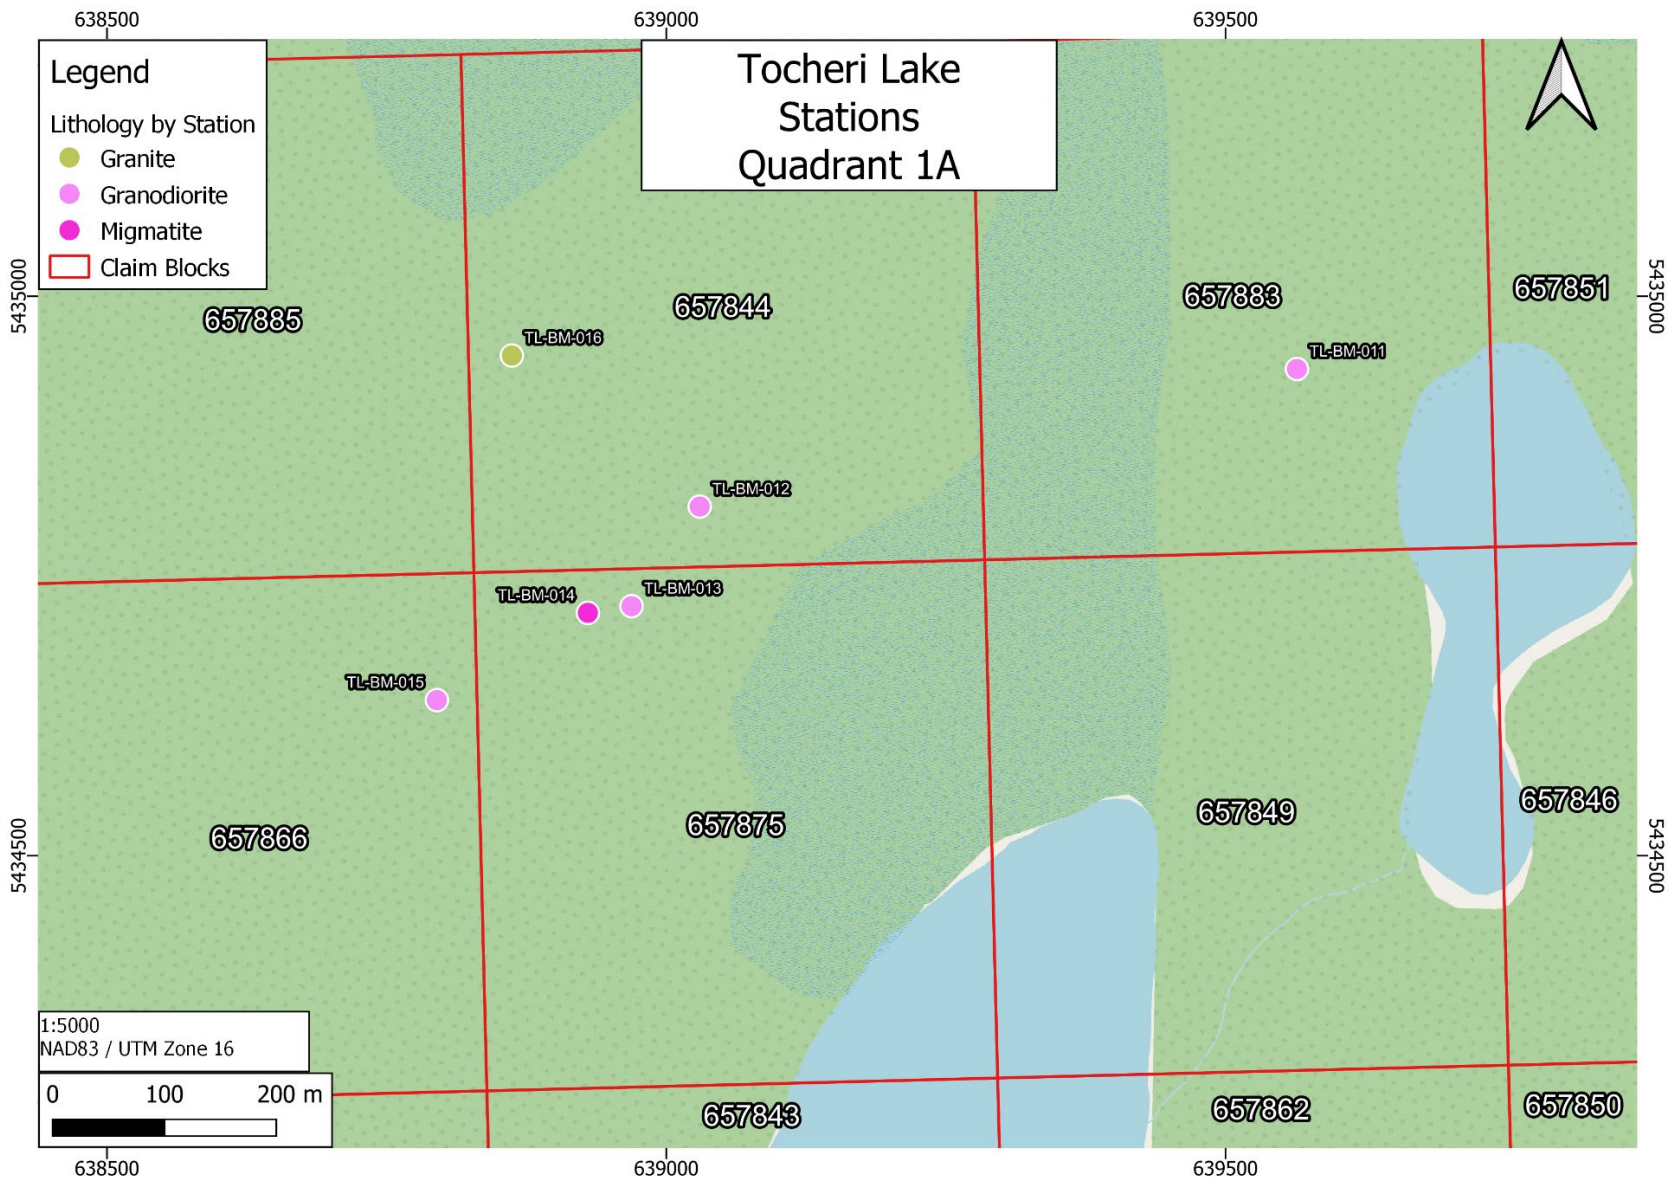 638500
639000
639500
Legend
Lithology by Station
Granite
Granodiorite
Migmatite
Claim Blocks
Tocheri Lake
Stations
Quadrant 1A
5435000
5435000
657885
657844
657883
657851
TL-BM-016
TL-BM-011
TL-BM-012
TL-BM-014
TL-BM-013
TL-BM-015
657866
657875
657849
657846
5434500
5434500
1:5000
NAD83 / UTM Zone 16
0 100 200 m
657843
657862
657850
638500
639000
639500